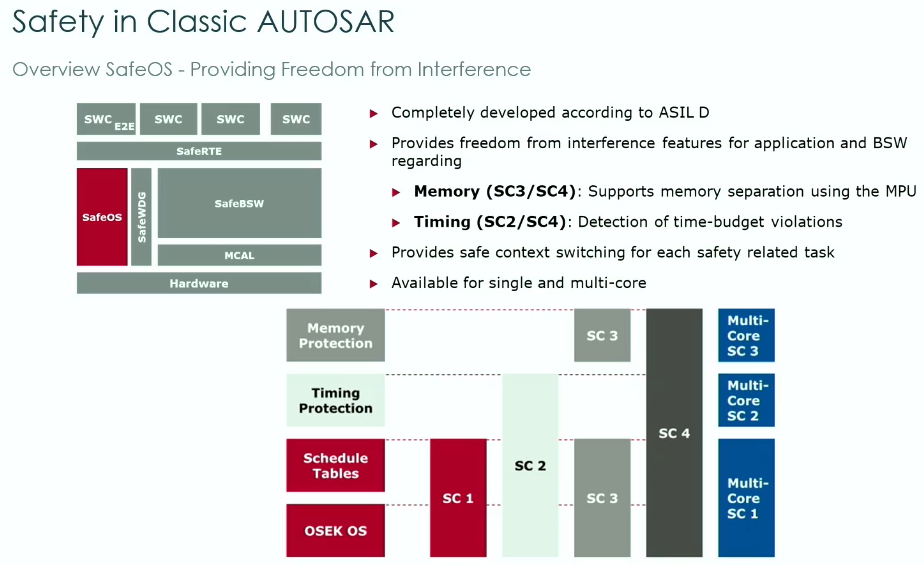 Safety in Classic AUTOSAR
Overview SafeOS - Providing Freedom from Interference
SWC E2E
SWC
SWC
SWC
SafeRTE
SafeOS
SafeWDG
SafeBSW
MCAL
Hardware
Completely developed according to ASIL D
Provides freedom from interference features for application and BSW
regarding
Memory (SC3/SC4): Supports memory separation using the MPU
Timing (SC2/SC4): Detection of time-budget violations
Provides safe context switching for each safety related task
Available for single and multi-core
Memory
Protection
Timing
Protection
Schedule
Tables
OSEK OS
SC 1
SC 2
SC 3
SC 3
SC 4
Multi-
Core
SC 3
Multi-
Core
SC 2
Multi-
Core
SC 1